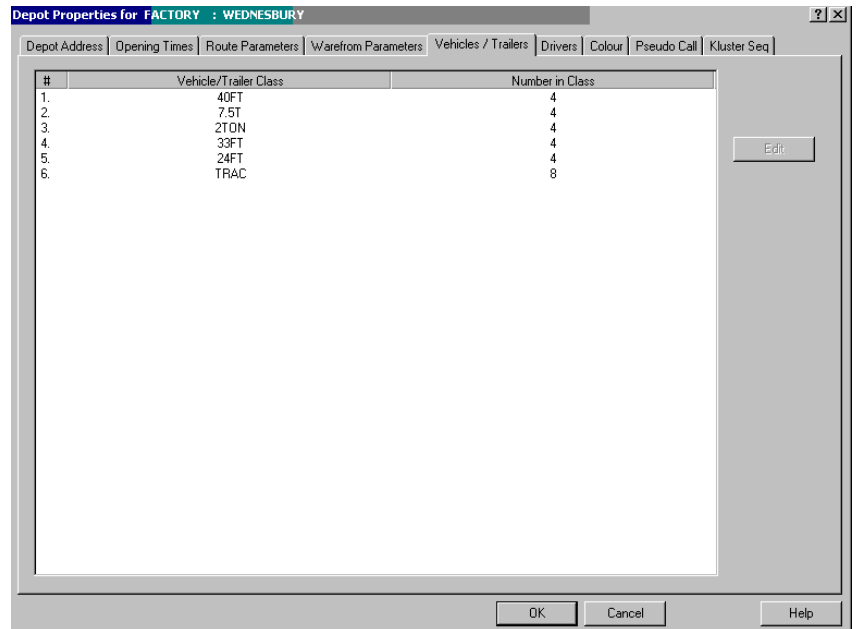 Depot Properties for FACTORY : WEDNESBURY ? ×
Depot Address Opening Times Route Parameters Warefrom Parameters Vehicles / Trailers Drivers Colour Pseudo Call Kluster Seq
# Vehicle/Trailer Class Number in Class
1. 40FT 4
2. 7.5T 4
3. 2TON 4
4. 33FT 4
5. 24FT 4
6. TRAC 8
Edit
OK Cancel Help